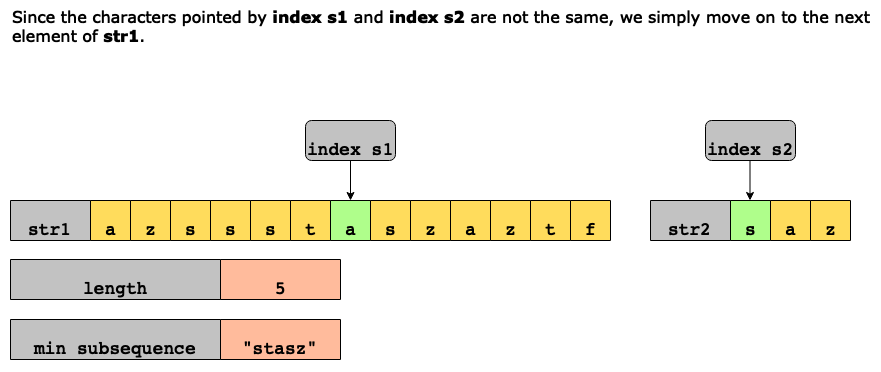 Since the characters pointed by index s1 and index s2 are not the same, we simply move on to the next
element of str1.
index s1 index s2
str1 a z s s s t a s z a z t f str2 s a z
length 5
min subsequence "stasz"